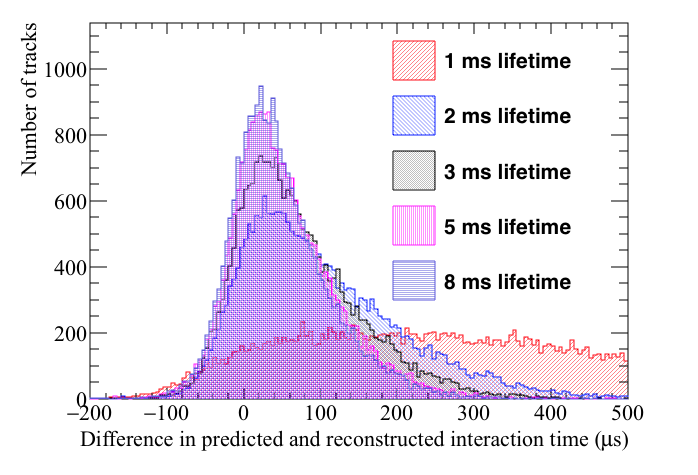 Number of tracks
1000
800
600
400
200
0
1 ms lifetime
2 ms lifetime
3 ms lifetime
5 ms lifetime
8 ms lifetime
−200 −100 0 100 200 300 400 500
Difference in predicted and reconstructed interaction time (μs)